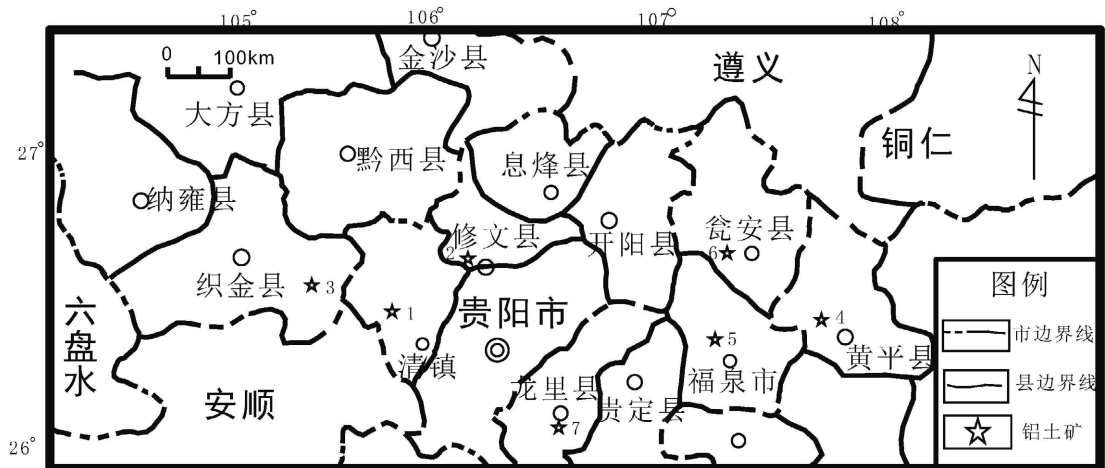 105°
106°
107°
108°
0 100km
金沙县
遵义
N
大方县
铜仁
27°
黔西县
息烽县
纳雍县
修文县
开阳县
瓮安县
2
6
织金县
3
1
贵阳市
5
4
图例
市边界线
六盘水
清镇
黄平县
安顺
龙里县
贵定县
福泉市
县边界线
7
铝土矿
26°